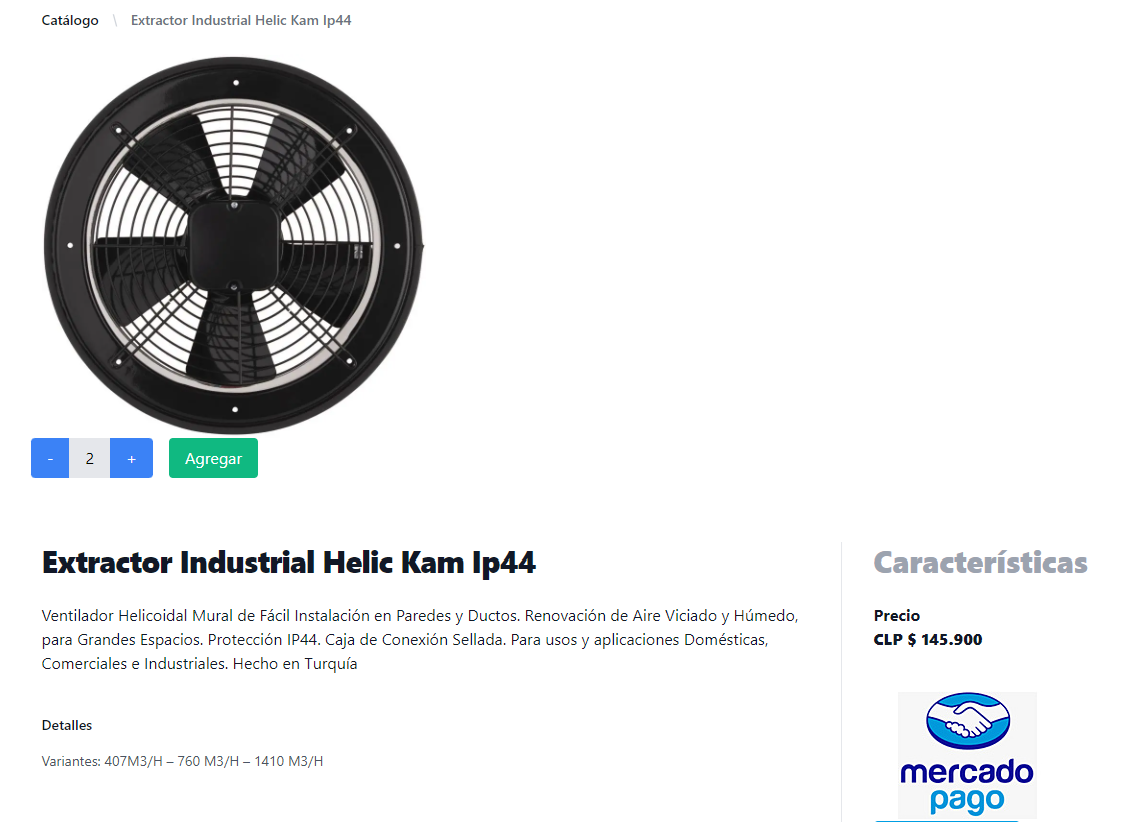 Catálogo \ Extractor Industrial Helic Kam Ip44
- 2 + Agregar
Extractor Industrial Helic Kam Ip44
Ventilador Helicoidal Mural de Fácil Instalación en Paredes y Ductos. Renovación de Aire Viciado y Húmedo,
para Grandes Espacios. Protección IP44. Caja de Conexión Sellada. Para usos y aplicaciones Domésticas,
Comerciales e Industriales. Hecho en Turquía
Detalles
Variantes: 407M3/H – 760 M3/H – 1410 M3/H
Características
Precio
CLP $ 145.900
mercado
pago